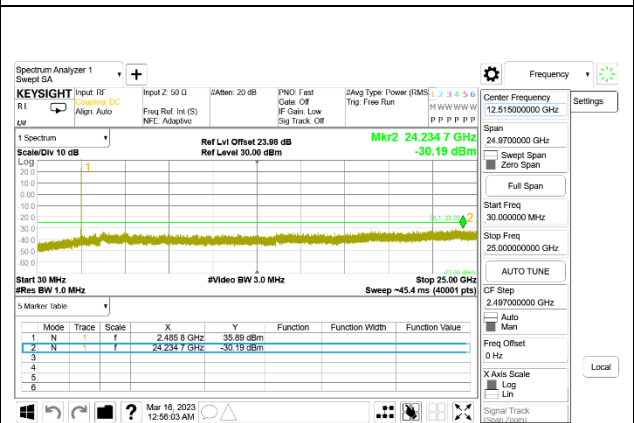 Spectrum Analyzer 1
Swept SA
+
Frequency
KEYSIGHT
Input: RF
Coupling: DC
Align: Auto
Input Z: 50 Ω
Freq Ref: Int (S)
NFE: Adaptive
#Atten: 20 dB
PNO: Fast
Gate: Off
IF Gain: Low
Sig Track: Off
#Avg Type: Power (RMS
Trig: Free Run
1 2 3 4 5 6
M W W W W W
P P P P P P
RL
Center Frequency
12.515000000 GHz
Settings
Span
24.9700000 GHz
Swept Span
Zero Span
Full Span
Start Freq
30.000000 MHz
Stop Freq
25.000000000 GHz
AUTO TUNE
CF Step
2.497000000 GHz
Auto
Man
Freq Offset
0 Hz
X Axis Scale
Log
Lin
Signal Track
(Span Zoom)
Local
1 Spectrum
Scale/Div 10 dB
Ref Lvl Offset 23.98 dB
Ref Level 30.00 dBm
Mkr2 24.234 7 GHz
-30.19 dBm
Log
20.0
10.0
0.00
-10.0
-20.0
-30.0
-40.0
-50.0
-60.0
1
2
Start 30 MHz
#Res BW 1.0 MHz
#Video BW 3.0 MHz
Stop 25.00 GHz
Sweep ~45.4 ms (40001 pts)
5 Marker Table
Mode Trace Scale X Y Function Function Width Function Value
1 N 1 f 2.485 8 GHz 35.89 dBm
2 N 1 f 24.234 7 GHz -30.19 dBm
3
4
5
6
?
Mar 16, 2023
12:56:03 AM